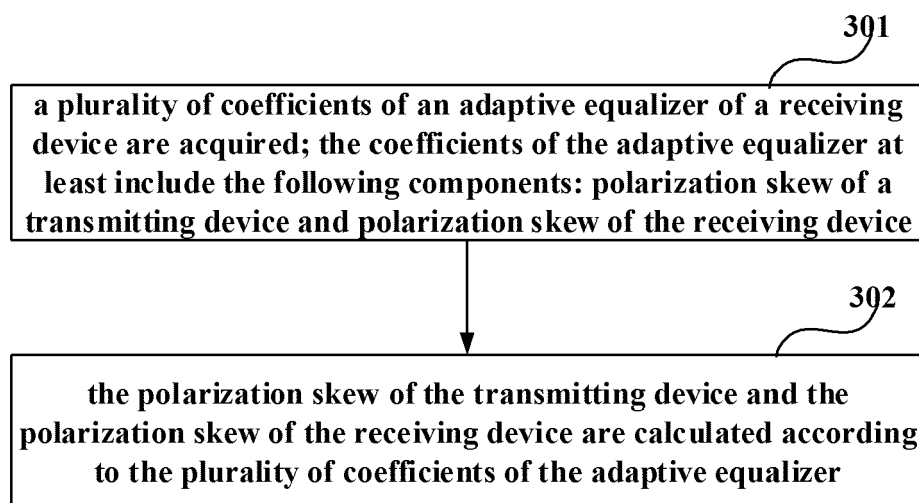 301
a plurality of coefficients of an adaptive equalizer of a receiving
device are acquired; the coefficients of the adaptive equalizer at
least include the following components: polarization skew of a
transmitting device and polarization skew of the receiving device
302
the polarization skew of the transmitting device and the
polarization skew of the receiving device are calculated according
to the plurality of coefficients of the adaptive equalizer